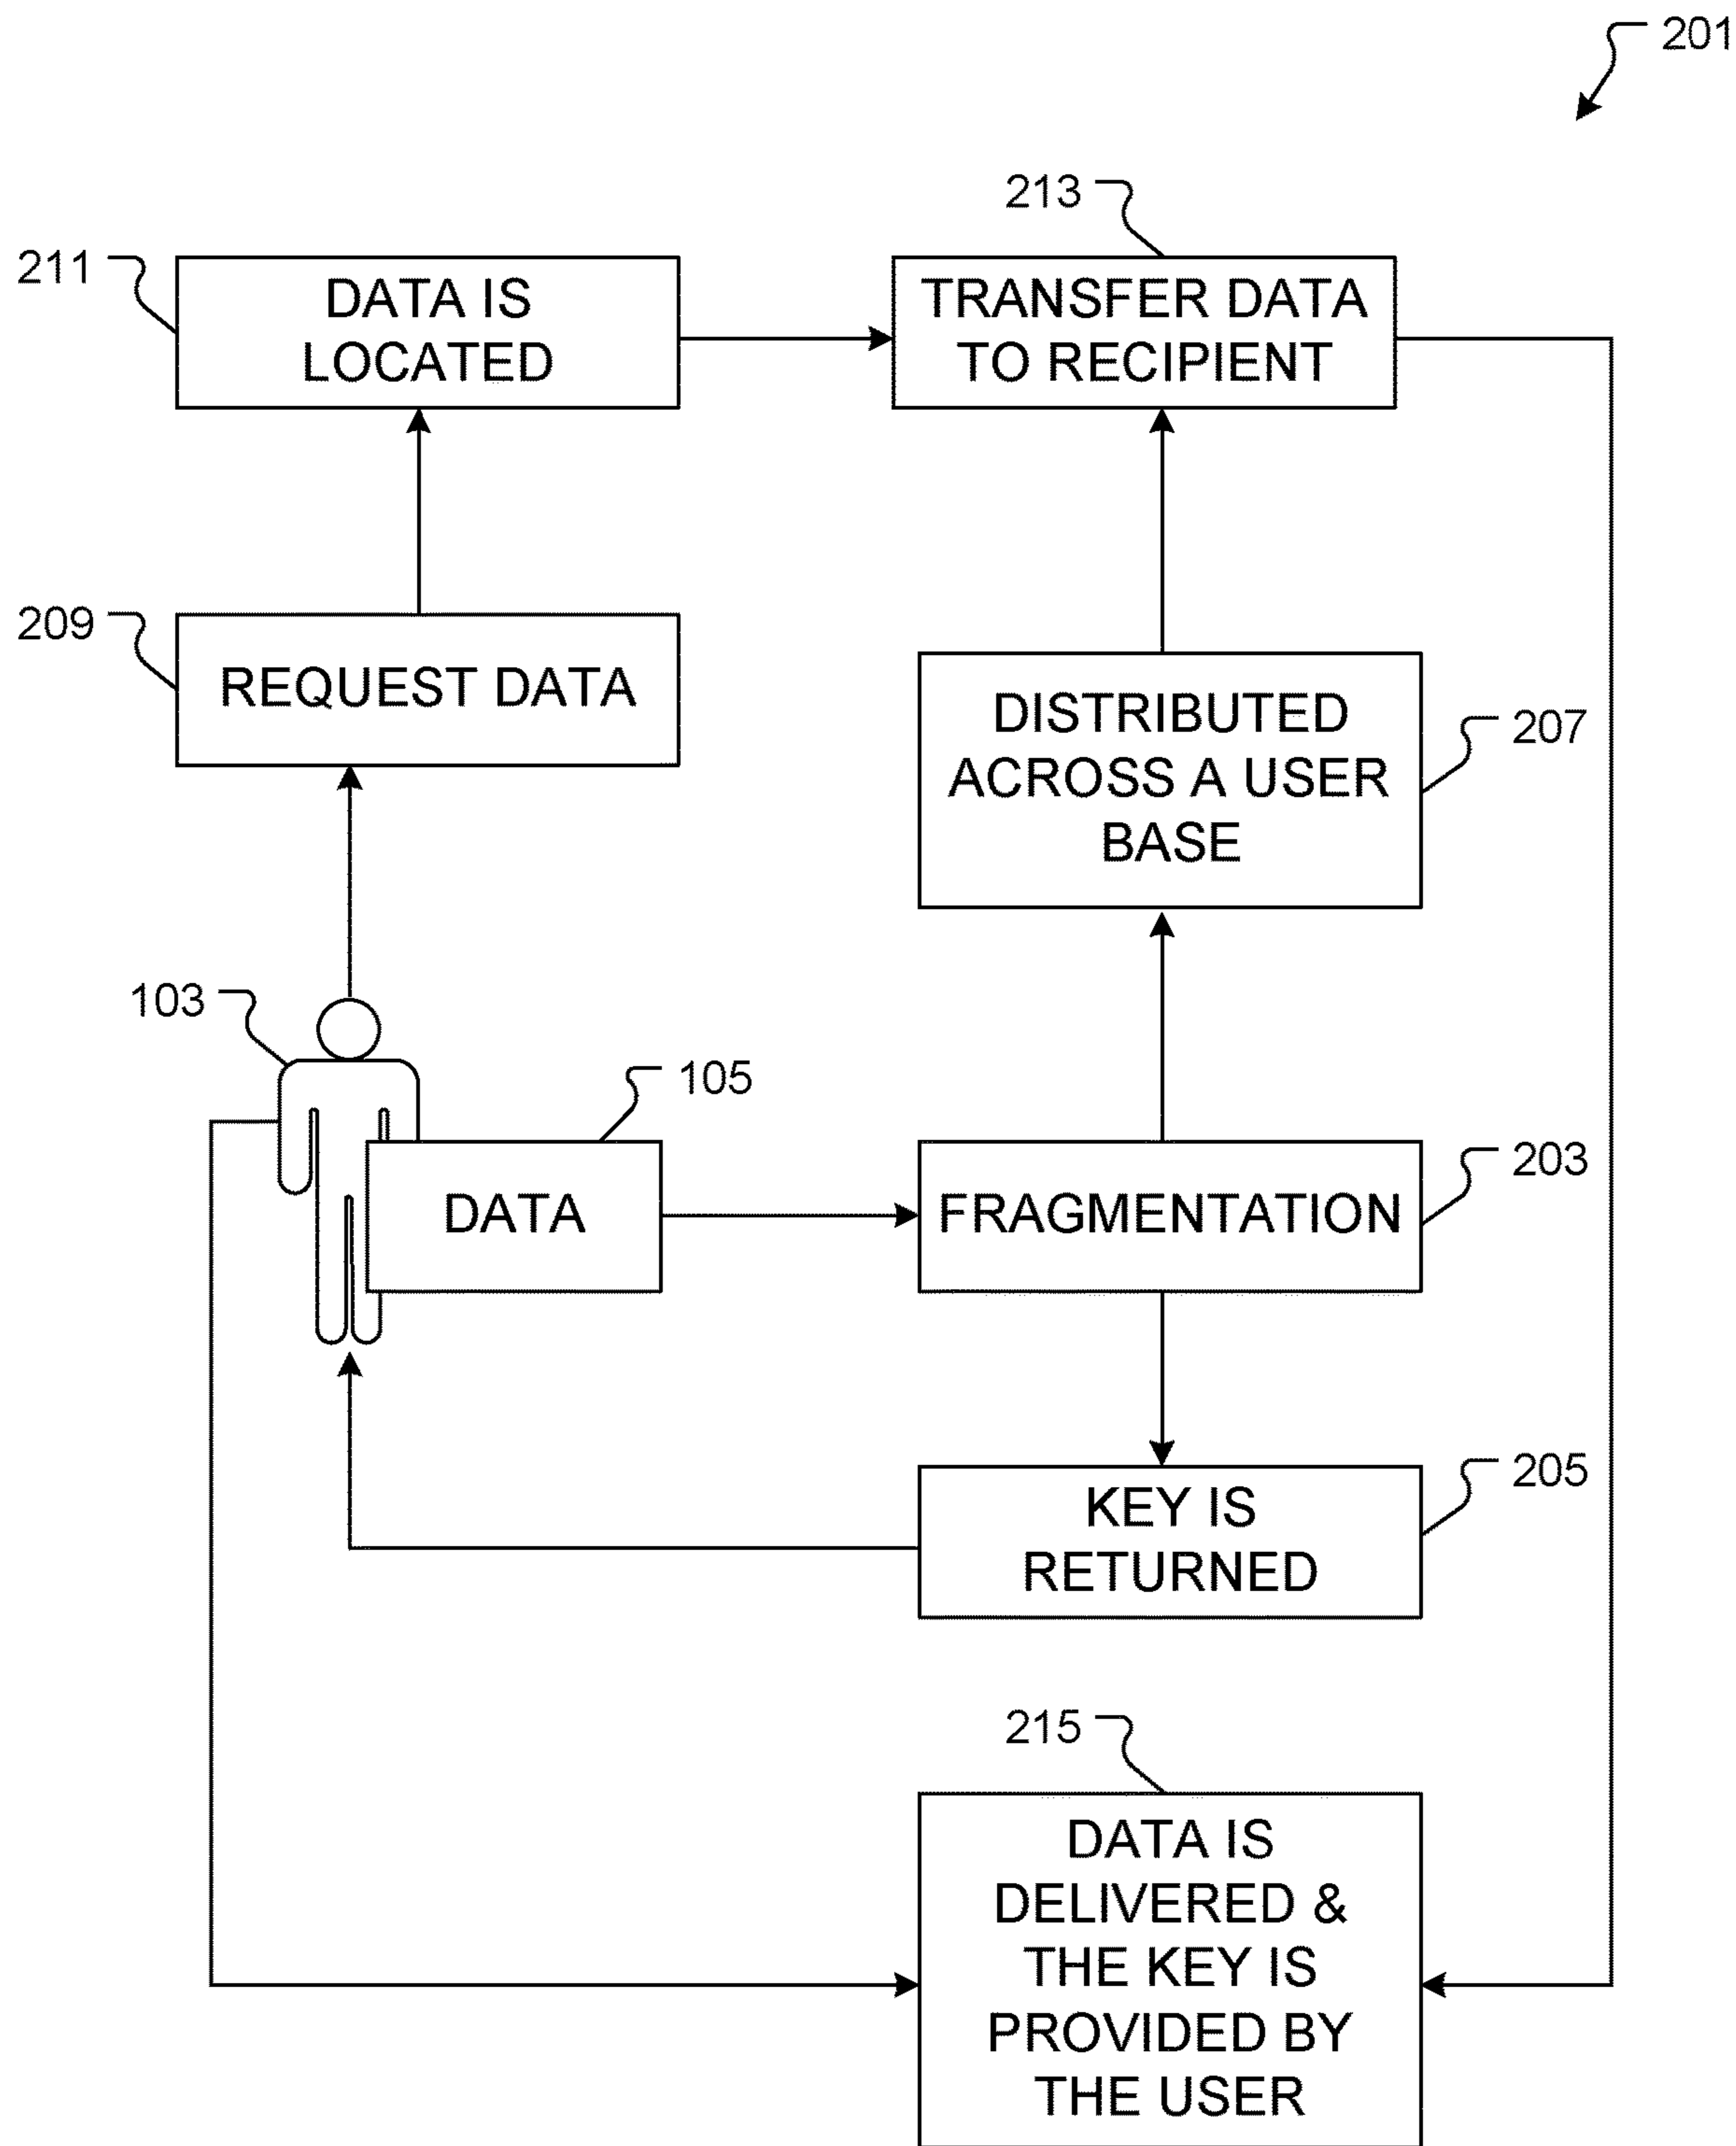 201
213
211
DATA IS
LOCATED
TRANSFER DATA
TO RECIPIENT
209
REQUEST DATA
DISTRIBUTED
ACROSS A USER
BASE
207
103
105
DATA
FRAGMENTATION
203
KEY IS
RETURNED
205
215
DATA IS
DELIVERED &
THE KEY IS
PROVIDED BY
THE USER